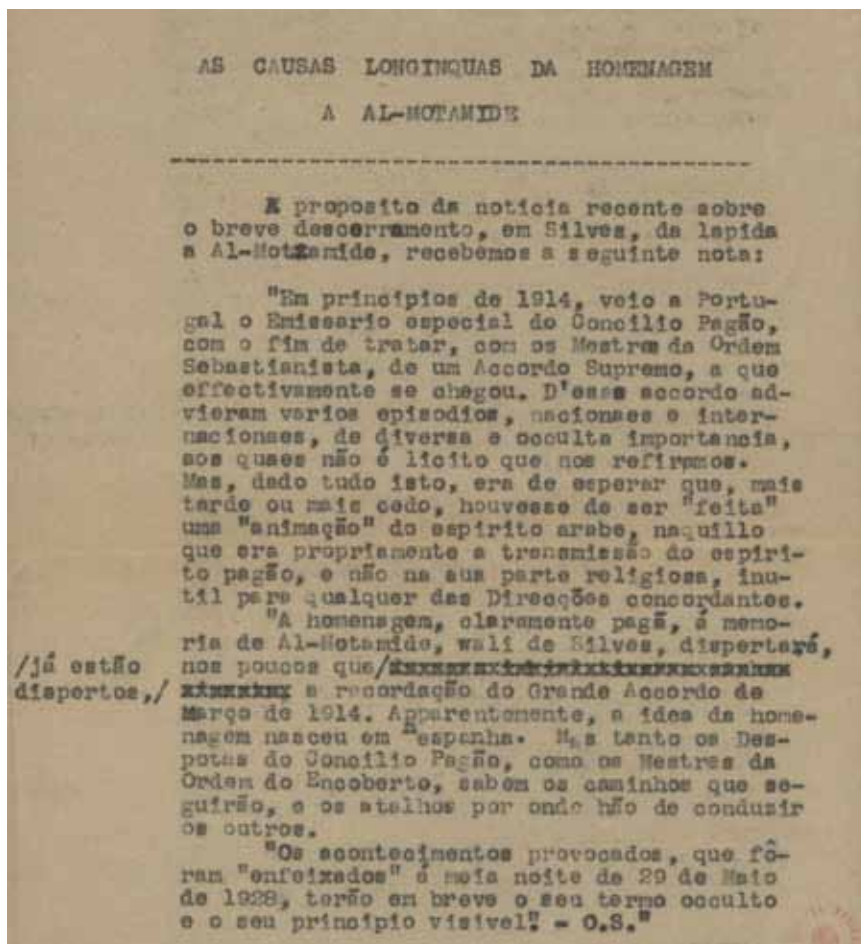 AS CAUSAS LONGINQUAS DA HOMENAGEM
A AL-MOTAMIDE
A proposito da noticia recente sobre
o breve descerramento, em Silves, da lapida
a Al-Motamide, recebemos a seguinte nota:
"Em principios de 1914, veio a Portu-
gal o Emissario especial do Concilio Pagão,
com o fim de tratar, com os Mestres da Ordem
Sebastianista, de um Accordo Supremo, a que
effectivamente se chegou. D'esse accordo ad-
vieram varios episodios, nacionaes e inter-
nacionaes, de diversa e occulta importancia,
aos quaes não é licito que nos refiramos.
Mas, dado tudo isto, era de esperar que, mais
tarde ou mais cedo, houvesse de ser "feita"
uma "animação" do espirito arabe, naquillo
que era propriamente a transmissão do espiri-
to pagão, e não na sua parte religiosa, inu-
til para qualquer das Direcções concordantes.
"A homenagem, claramente pagã, á memo-
ria de Al-Motamide, wali de Silves, dispertará,
nos poucos que/
/já estão
dispertos,/
a recordação do Grande Accordo de
Março de 1914. Apparentemente, a idea da home-
nagem nasceu em Hespanha. Mas tanto os Des-
potas do Concilio Pagão, como os Mestres da
Ordem do Encoberto, sabem os caminhos que se-
guirão, e os atalhos por onde hão de conduzir
os outros.
"Os acontecimentos provocados, que fô-
ram "enfeixados" á meia noite de 29 de Maio
de 1928, terão em breve o seu termo occulto
e o seu principio visivel" - O.S."